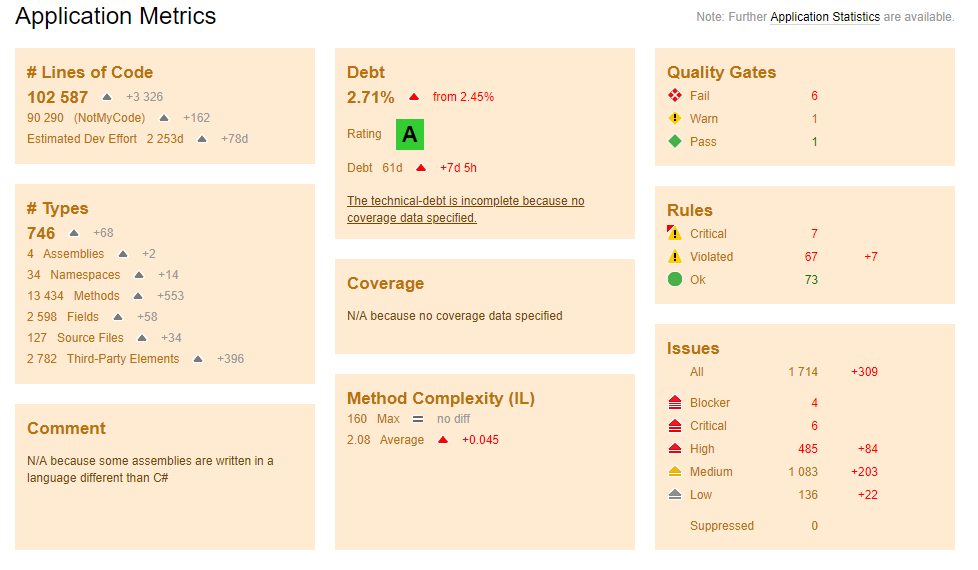 Application Metrics
Note: Further Application Statistics are available.
# Lines of Code
102 587 +3 326
90 290 (NotMyCode) +162
Estimated Dev Effort 2 253d +78d
# Types
746 +68
4 Assemblies +2
34 Namespaces +14
13 434 Methods +553
2 598 Fields +58
127 Source Files +34
2 782 Third-Party Elements +396
Comment
N/A because some assemblies are written in a
language different than C#
Debt
2.71% from 2.45%
Rating A
Debt 61d +7d 5h
The technical-debt is incomplete because no
coverage data specified.
Coverage
N/A because no coverage data specified
Method Complexity (IL)
160 Max no diff
2.08 Average +0.045
Quality Gates
Fail 6
Warn 1
Pass 1
Rules
Critical 7
Violated 67 +7
Ok 73
Issues
All 1 714 +309
Blocker 4
Critical 6
High 485 +84
Medium 1 083 +203
Low 136 +22
Suppressed 0